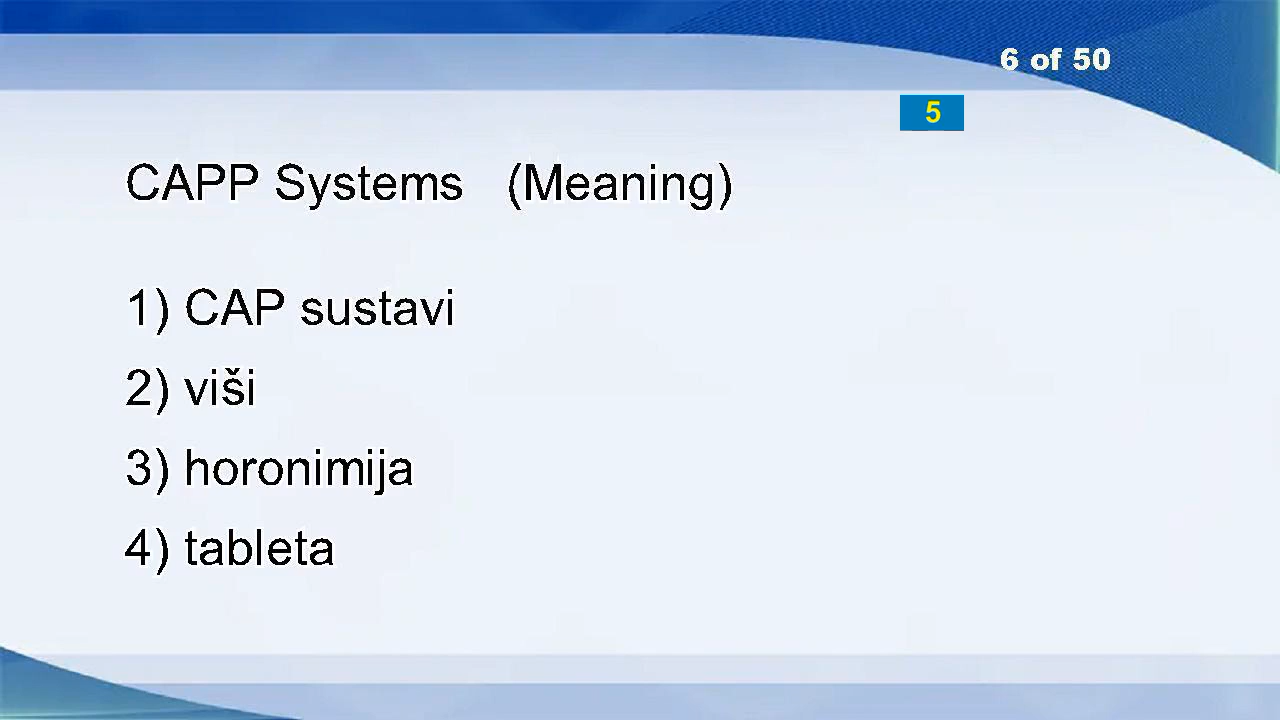 6 of 50
5
CAPP Systems (Meaning)
1) CAP sustavi
2) viši
3) horonimija
4) tableta